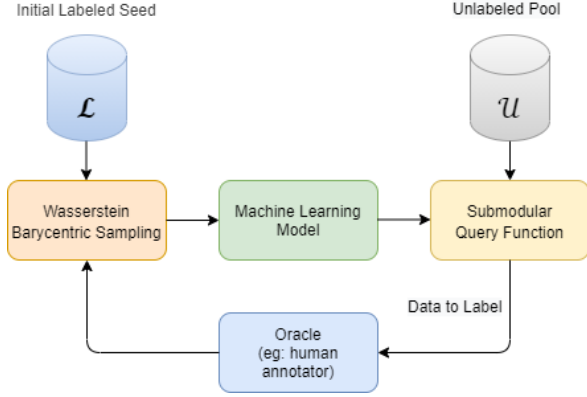 Initial Labeled Seed
Unlabeled Pool
𝓛
𝒰
Wasserstein
Barycentric Sampling
Machine Learning
Model
Submodular
Query Function
Data to Label
Oracle
(eg: human
annotator)